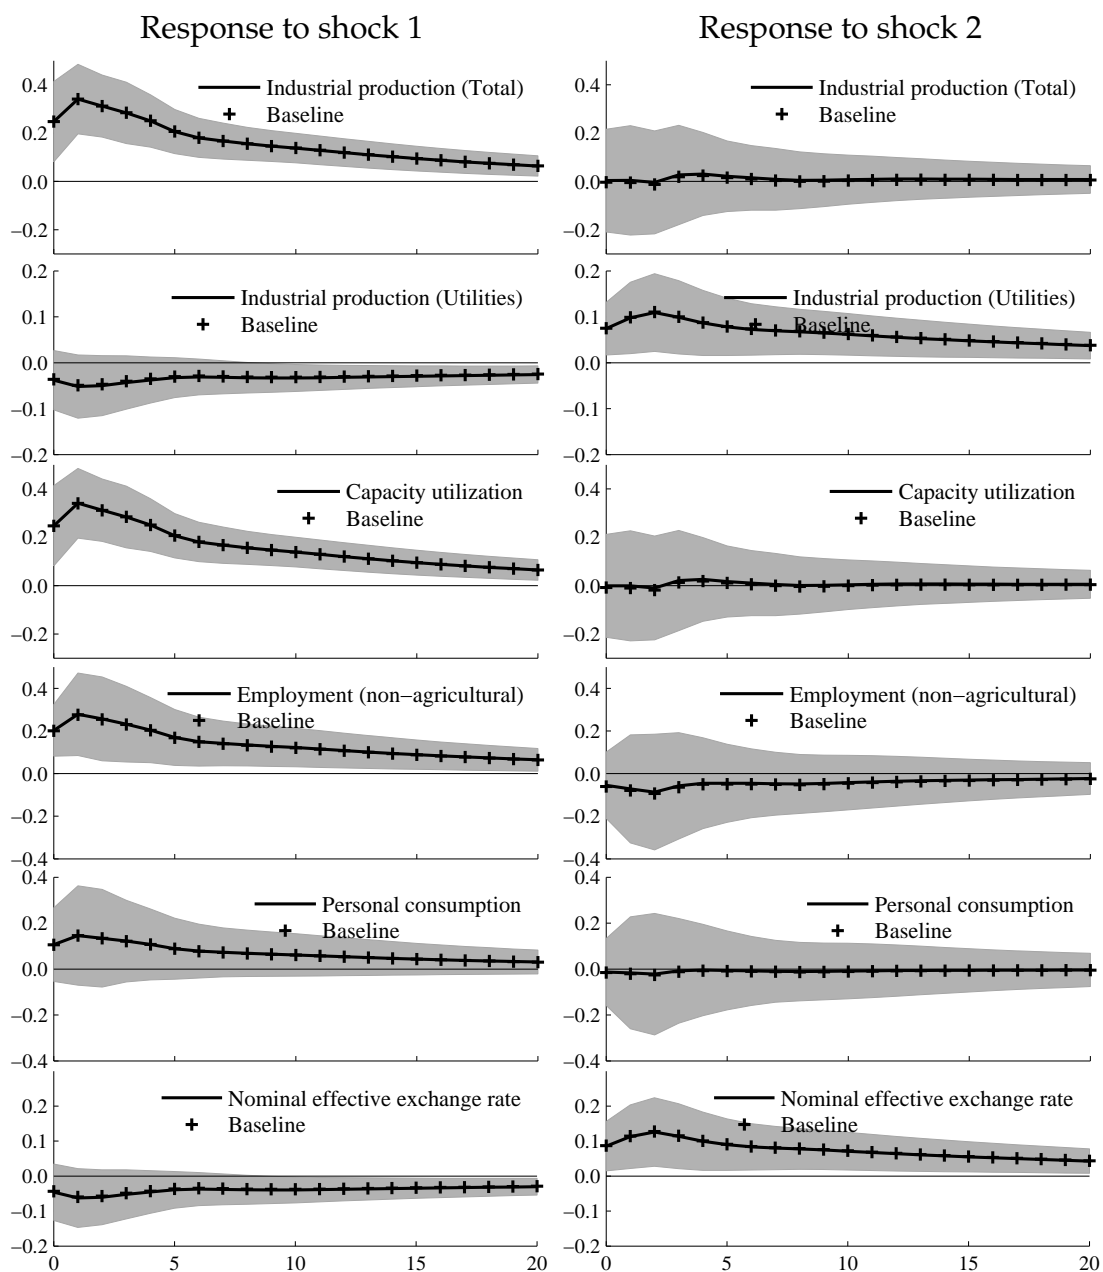 Response to shock 1
Response to shock 2
0.4
0.2
0.0
−0.2
Industrial production (Total)
Baseline
0.4
0.2
0.0
−0.2
Industrial production (Total)
Baseline
0.2
0.1
0.0
−0.1
−0.2
Industrial production (Utilities)
Baseline
0.2
0.1
0.0
−0.1
−0.2
Industrial production (Utilities)
Baseline
0.4
0.2
0.0
−0.2
Capacity utilization
Baseline
0.4
0.2
0.0
−0.2
Capacity utilization
Baseline
0.4
0.2
0.0
−0.2
−0.4
Employment (non−agricultural)
Baseline
0.4
0.2
0.0
−0.2
−0.4
Employment (non−agricultural)
Baseline
0.4
0.2
0.0
−0.2
−0.4
Personal consumption
Baseline
0.4
0.2
0.0
−0.2
−0.4
Personal consumption
Baseline
0.2
0.1
0.0
−0.1
−0.2
Nominal effective exchange rate
Baseline
0 5 10 15 20
0.2
0.1
0.0
−0.1
−0.2
Nominal effective exchange rate
Baseline
0 5 10 15 20